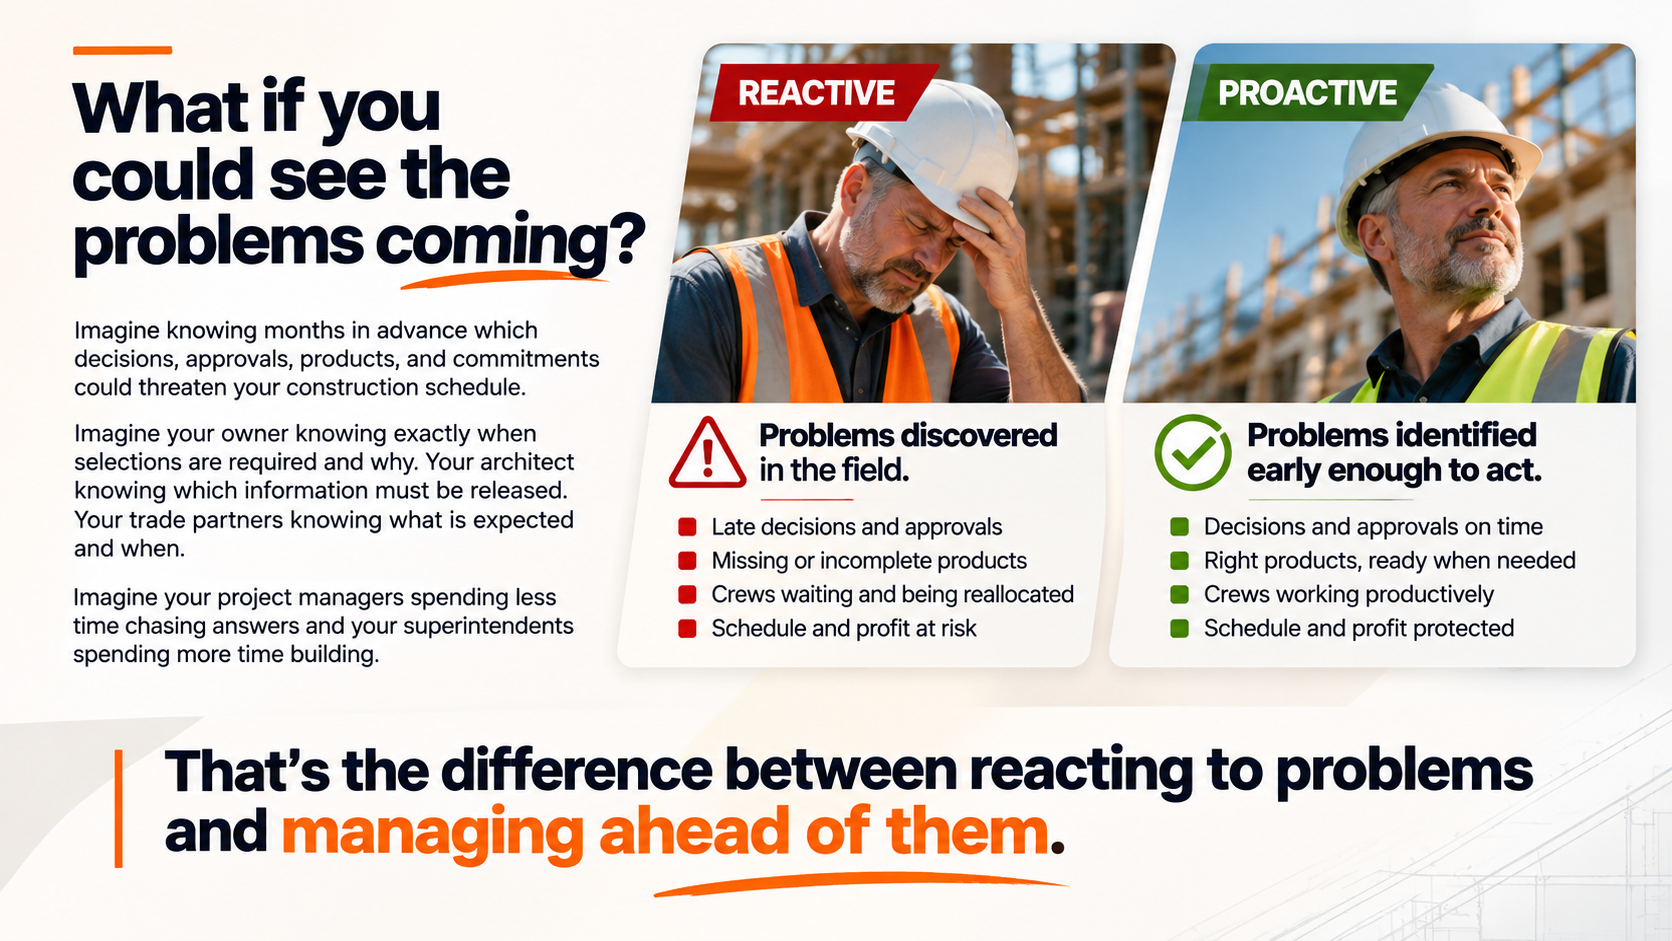 What if you
could see the
problems coming?
Imagine knowing months in advance which
decisions, approvals, products, and commitments
could threaten your construction schedule.
Imagine your owner knowing exactly when
selections are required and why. Your architect
knowing which information must be released.
Your trade partners knowing what is expected
and when.
Imagine your project managers spending less
time chasing answers and your superintendents
spending more time building.
REACTIVE
Problems discovered
in the field.
Late decisions and approvals
Missing or incomplete products
Crews waiting and being reallocated
Schedule and profit at risk
PROACTIVE
Problems identified
early enough to act.
Decisions and approvals on time
Right products, ready when needed
Crews working productively
Schedule and profit protected
That’s the difference between reacting to problems
and managing ahead of them.